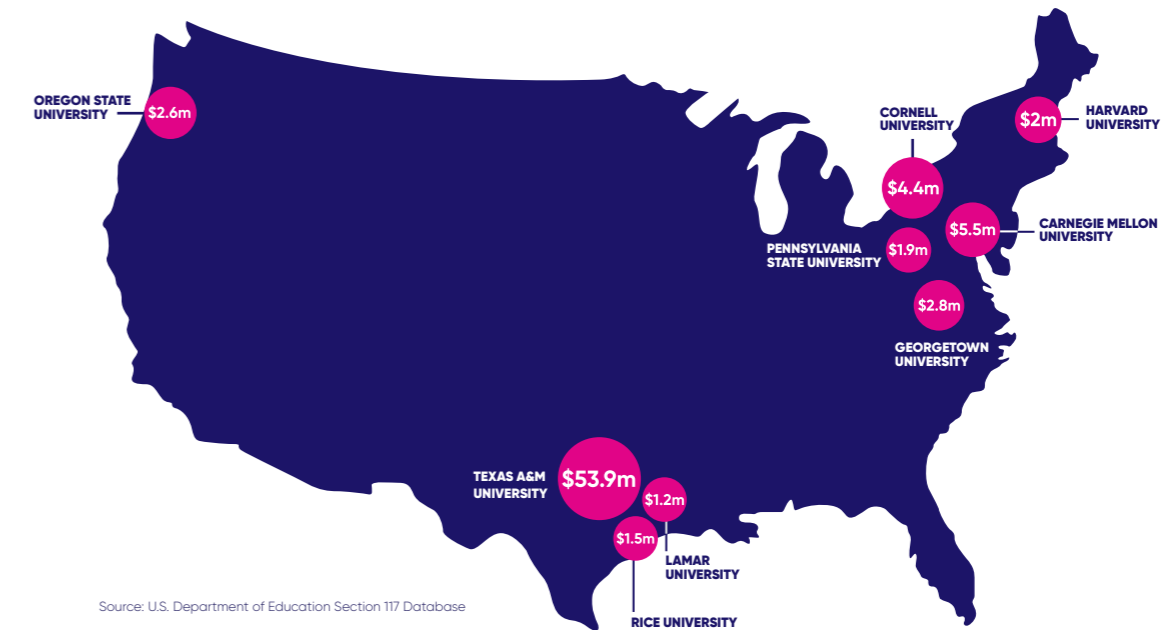 OREGON STATE
UNIVERSITY
$2.6m
CORNELL
UNIVERSITY
$4.4m
$2m
HARVARD
UNIVERSITY
$5.5m
CARNEGIE MELLON
UNIVERSITY
PENNSYLVANIA
STATE UNIVERSITY
$1.9m
$2.8m
GEORGETOWN
UNIVERSITY
TEXAS A&M
UNIVERSITY
$53.9m
$1.2m
LAMAR
UNIVERSITY
$1.5m
RICE UNIVERSITY
Source: U.S. Department of Education Section 117 Database